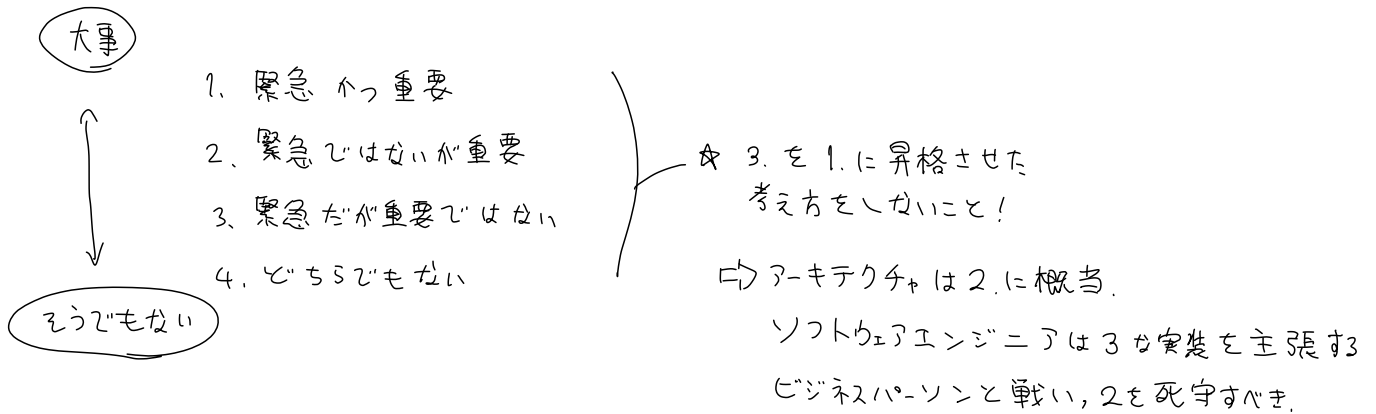 大事
1. 緊急かつ重要
2. 緊急ではないが重要
3. 緊急だが重要ではない
4. どちらでもない
そうでもない
☆ 3.を1.に昇格させた
考え方をしないこと!
⇨ アーキテクチャは2.に概当.
ソフトウェアエンジニアは3な実装を主張する
ビジネスパーソンと戦い,2を死守すべき.